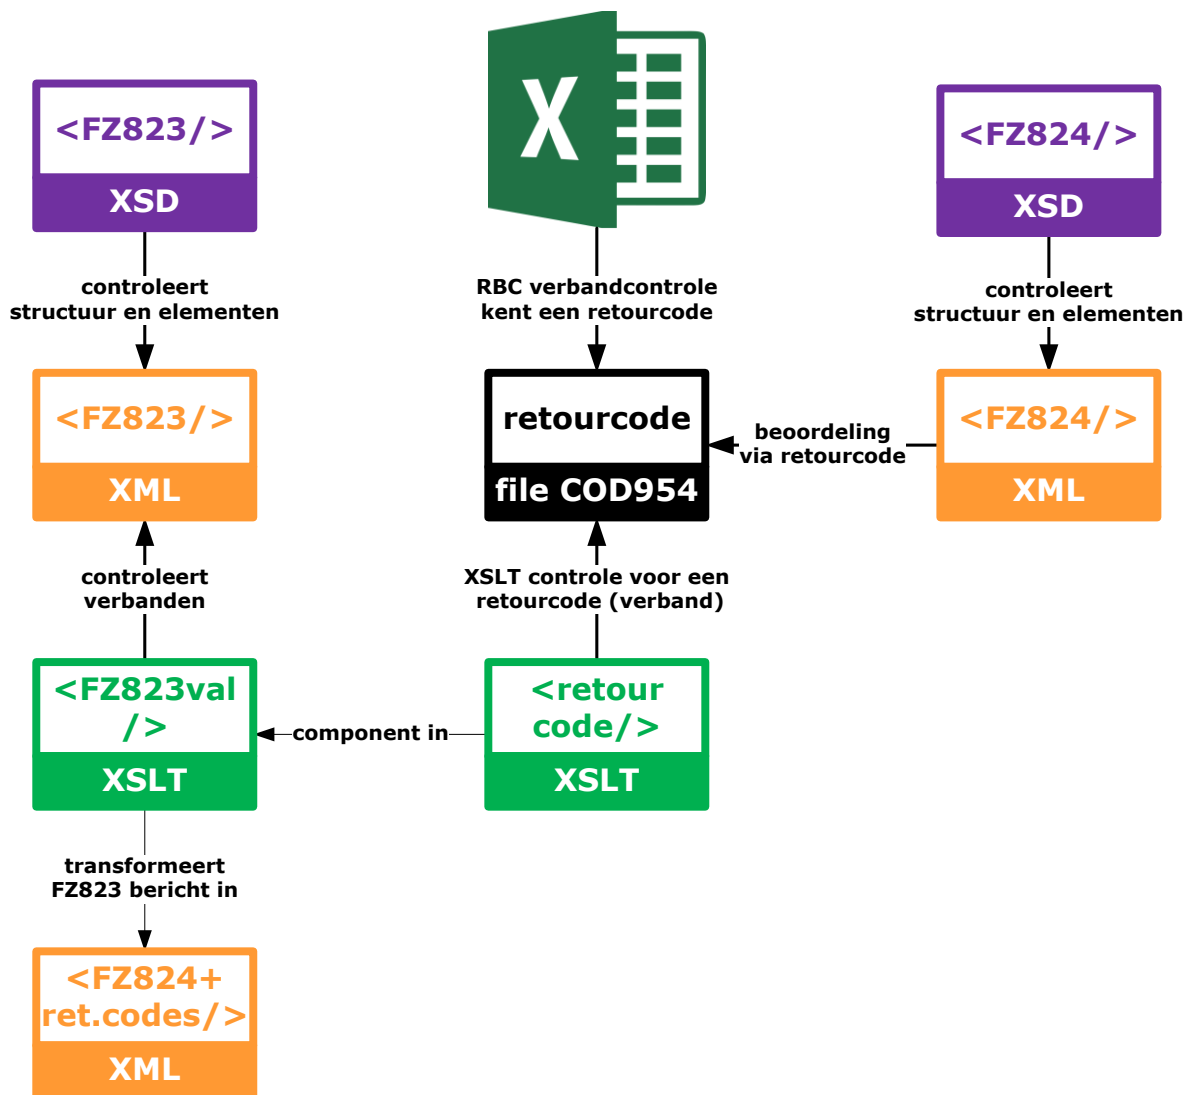 <FZ823/>
XSD
X
<FZ824/>
XSD
controleert
structuur en elementen
RBC verbandcontrole
kent een retourcode
controleert
structuur en elementen
<FZ823/>
XML
retourcode
file COD954
beoordeling
via retourcode
<FZ824/>
XML
controleert
verbanden
XSLT controle voor een
retourcode (verband)
<FZ823val
/>
XSLT
component in
<retour
code/>
XSLT
transformeert
FZ823 bericht in
<FZ824+
ret.codes/>
XML